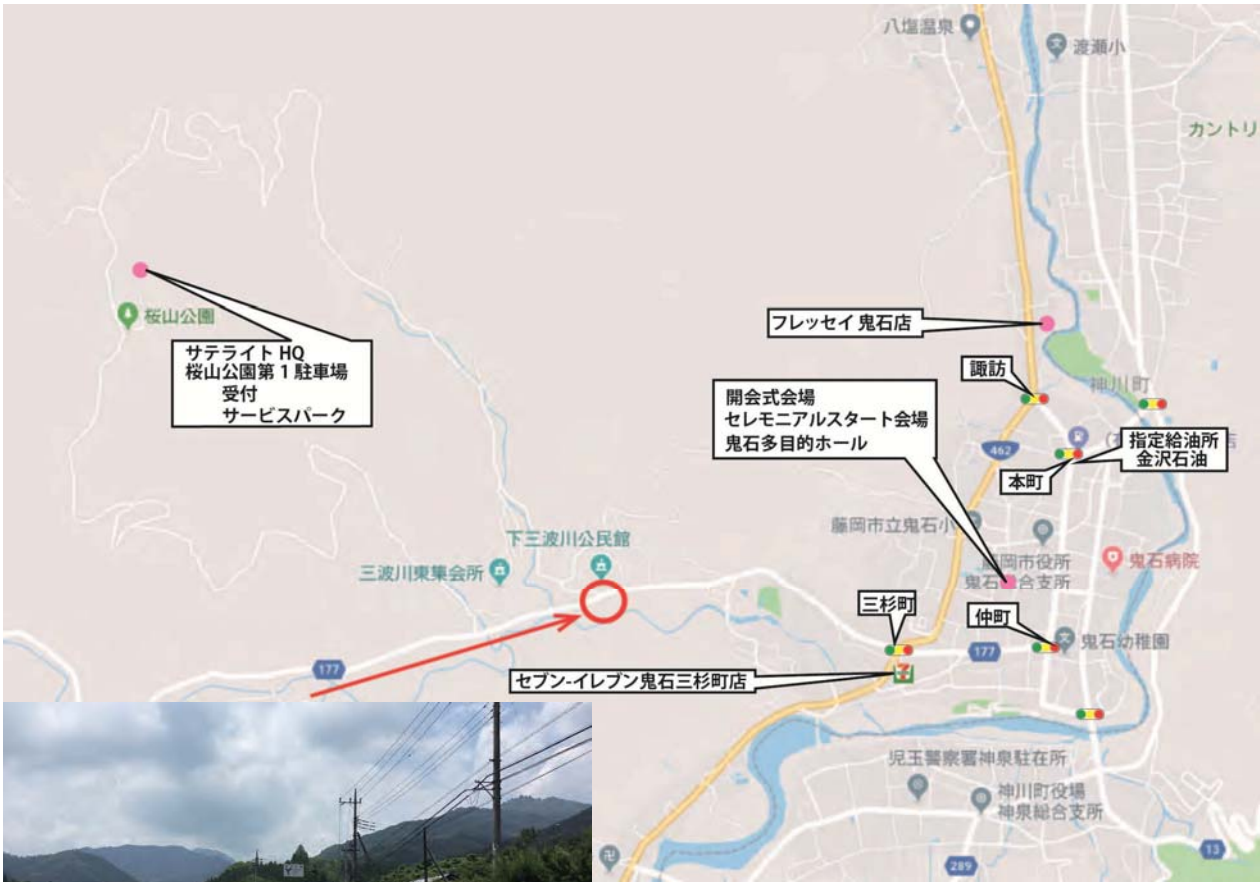 八塩温泉
渡瀬小
カントリ
桜山公園
サテライト HQ
桜山公園第1駐車場
受付
サービスパーク
フレッセイ 鬼石店
諏訪
神川町
開会式会場
セレモニアルスタート会場
鬼石多目的ホール
462
指定給油所
金沢石油
店
本町
藤岡市立鬼石小
藤岡市役所
鬼石総合支所
鬼石病院
下三波川公民館
三波川東集会所
三杉町
仲町
鬼石幼稚園
177
177
セブン-イレブン鬼石三杉町店
児玉警察署神泉駐在所
神川町役場
神泉総合支所
13
289